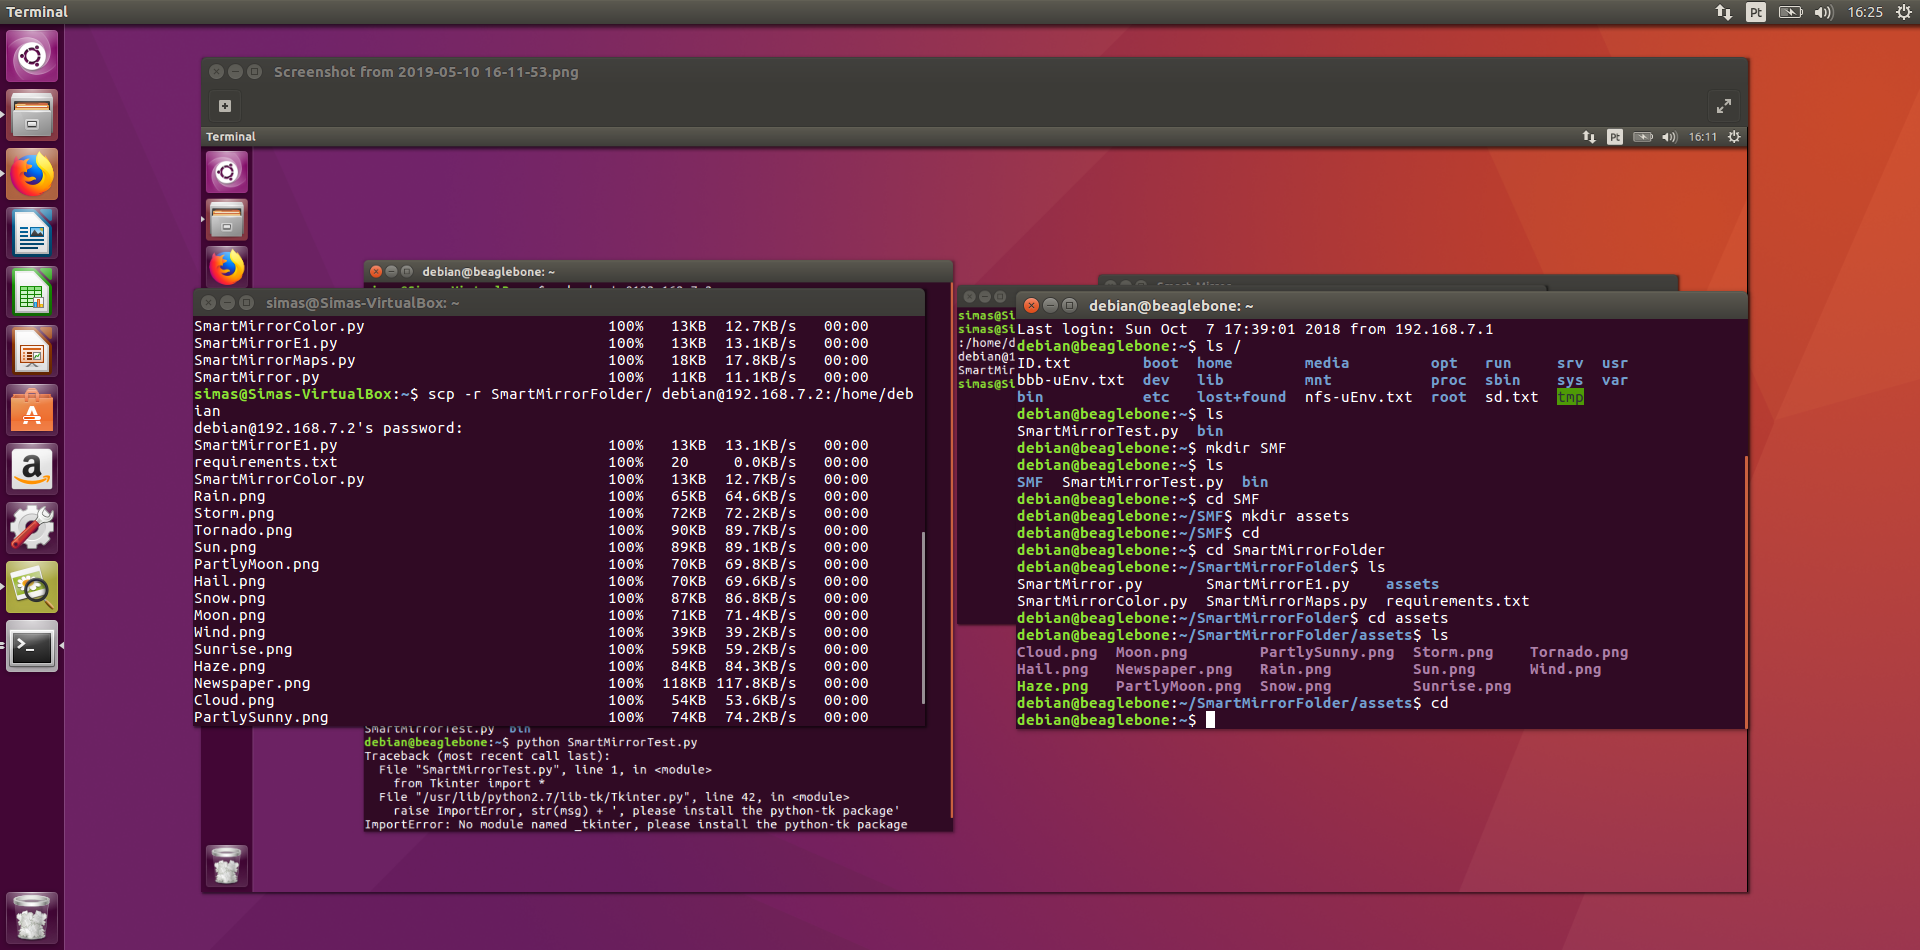 Terminal
Pt
16:25
Screenshot from 2019-05-10 16-11-53.png
Terminal
Pt
16:11
debian@beaglebone: ~
simas@Simas-VirtualBox: ~
SmartMirrorColor.py 100% 13KB 12.7KB/s 00:00
SmartMirrorE1.py 100% 13KB 13.1KB/s 00:00
SmartMirrorMaps.py 100% 18KB 17.8KB/s 00:00
SmartMirror.py 100% 11KB 11.1KB/s 00:00
simas@Simas-VirtualBox:~$ scp -r SmartMirrorFolder/ debian@192.168.7.2:/home/deb
ian
debian@192.168.7.2's password:
SmartMirrorE1.py 100% 13KB 13.1KB/s 00:00
requirements.txt 100% 20 0.0KB/s 00:00
SmartMirrorColor.py 100% 13KB 12.7KB/s 00:00
Rain.png 100% 65KB 64.6KB/s 00:00
Storm.png 100% 72KB 72.2KB/s 00:00
Tornado.png 100% 90KB 89.7KB/s 00:00
Sun.png 100% 89KB 89.1KB/s 00:00
PartlyMoon.png 100% 70KB 69.8KB/s 00:00
Hail.png 100% 70KB 69.6KB/s 00:00
Snow.png 100% 87KB 86.8KB/s 00:00
Moon.png 100% 71KB 71.4KB/s 00:00
Wind.png 100% 39KB 39.2KB/s 00:00
Sunrise.png 100% 59KB 59.2KB/s 00:00
Haze.png 100% 84KB 84.3KB/s 00:00
Newspaper.png 100% 118KB 117.8KB/s 00:00
Cloud.png 100% 54KB 53.6KB/s 00:00
PartlySunny.png 100% 74KB 74.2KB/s 00:00
SmartMirrorTest.py bin
debian@beaglebone:~$ python SmartMirrorTest.py
Traceback (most recent call last):
File "SmartMirrorTest.py", line 1, in <module>
from Tkinter import *
File "/usr/lib/python2.7/lib-tk/Tkinter.py", line 42, in <module>
raise ImportError, str(msg) + ', please install the python-tk package'
ImportError: No module named _tkinter, please install the python-tk package
simas@Si
simas@Si
:/home/d
debian@1
SmartMir
simas@Si
debian@beaglebone: ~
Last login: Sun Oct 7 17:39:01 2018 from 192.168.7.1
debian@beaglebone:~$ ls /
ID.txt boot home media opt run srv usr
bbb-uEnv.txt dev lib mnt proc sbin sys var
bin etc lost+found nfs-uEnv.txt root sd.txt tmp
debian@beaglebone:~$ ls
SmartMirrorTest.py bin
debian@beaglebone:~$ mkdir SMF
debian@beaglebone:~$ ls
SMF SmartMirrorTest.py bin
debian@beaglebone:~$ cd SMF
debian@beaglebone:~/SMF$ mkdir assets
debian@beaglebone:~/SMF$ cd
debian@beaglebone:~$ cd SmartMirrorFolder
debian@beaglebone:~/SmartMirrorFolder$ ls
SmartMirror.py SmartMirrorE1.py assets
SmartMirrorColor.py SmartMirrorMaps.py requirements.txt
debian@beaglebone:~/SmartMirrorFolder$ cd assets
debian@beaglebone:~/SmartMirrorFolder/assets$ ls
Cloud.png Moon.png PartlySunny.png Storm.png Tornado.png
Hail.png Newspaper.png Rain.png Sun.png Wind.png
Haze.png PartlyMoon.png Snow.png Sunrise.png
debian@beaglebone:~/SmartMirrorFolder/assets$ cd
debian@beaglebone:~$